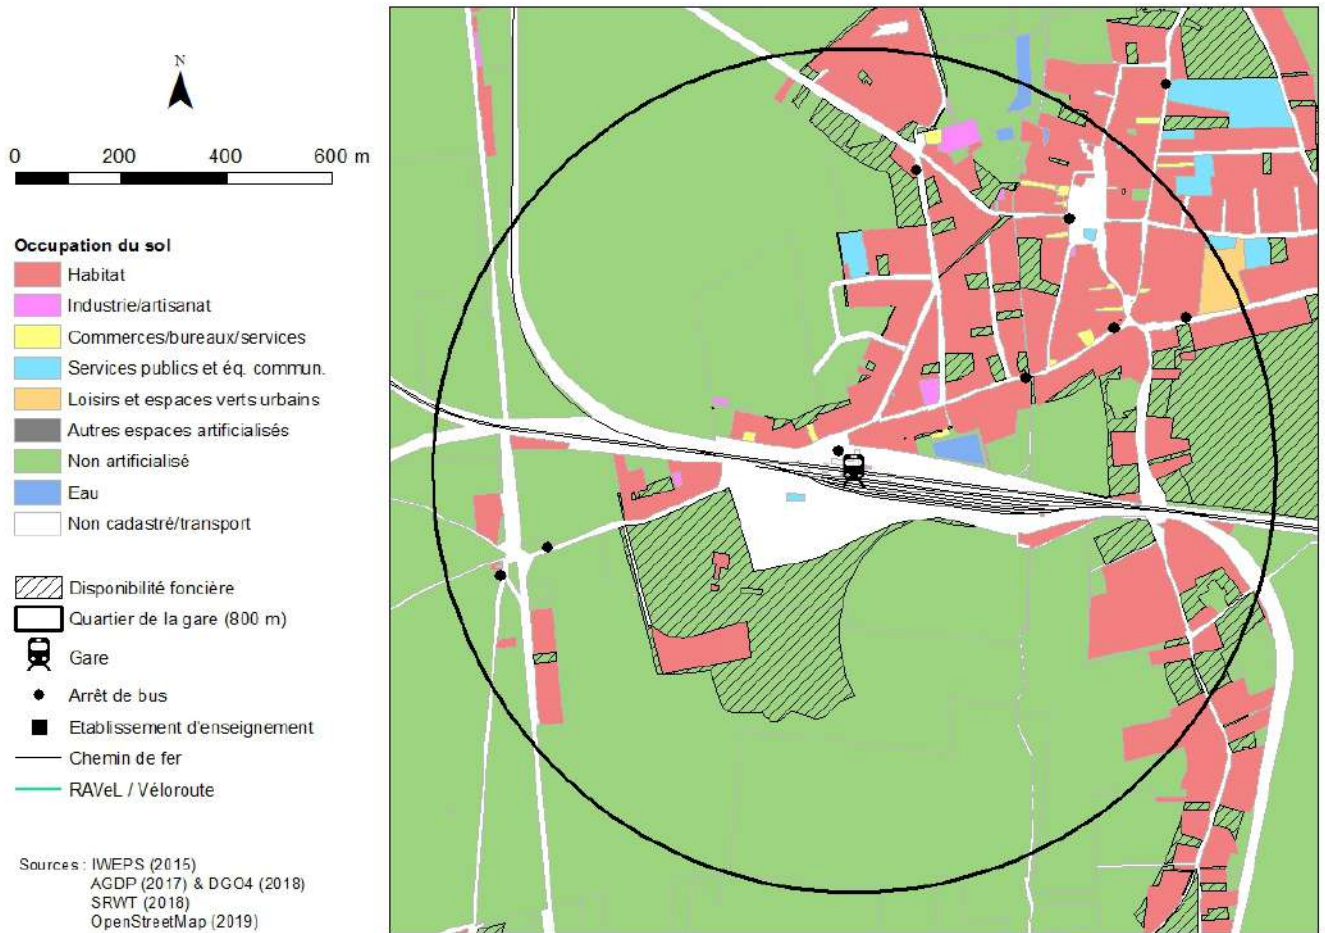 N
0 200 400 600 m
Occupation du sol
Habitat
Industrie/artisanat
Commerces/bureaux/services
Services publics et éq. commun.
Loisirs et espaces verts urbains
Autres espaces artificialisés
Non artificialisé
Eau
Non cadastré/transport
Disponibilité foncière
Quartier de la gare (800 m)
Gare
Arrêt de bus
Etablissement d'enseignement
Chemin de fer
RAVeL / Véloroute
Sources : IWEPS (2015)
AGDP (2017) & DGO4 (2018)
SRWT (2018)
OpenStreetMap (2019)